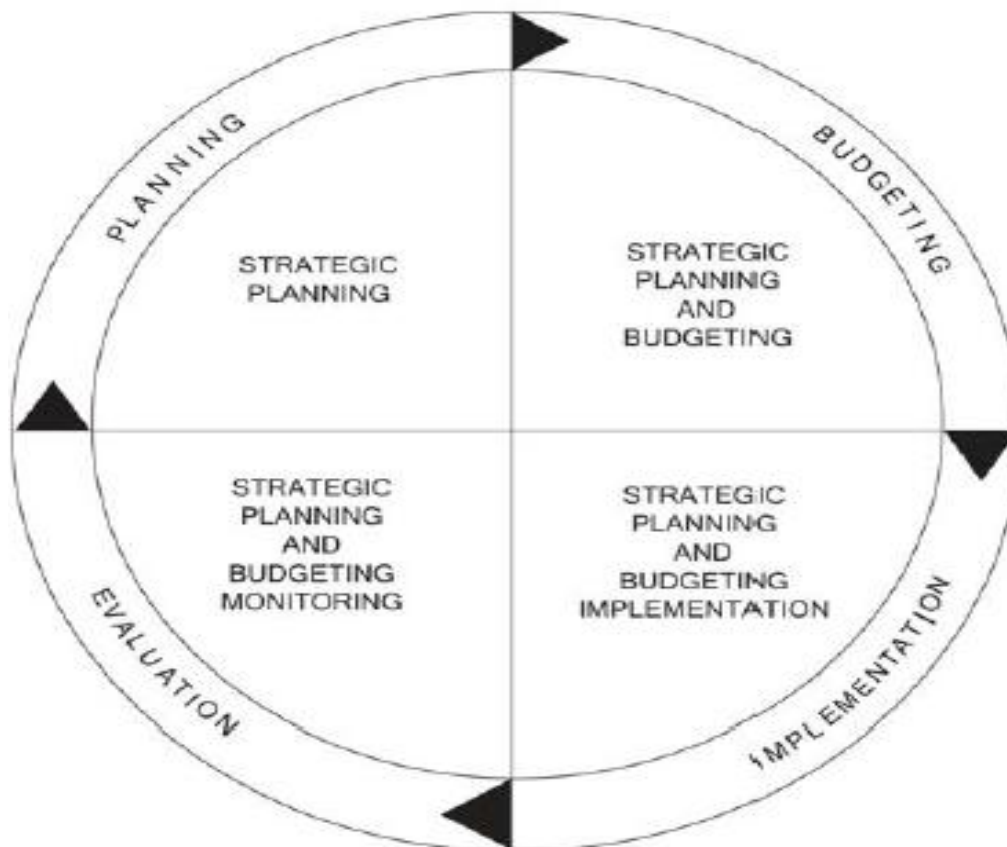 PLANNING
BUDGETING
STRATEGIC
PLANNING
STRATEGIC
PLANNING
AND
BUDGETING
STRATEGIC
PLANNING
AND
BUDGETING
MONITORING
STRATEGIC
PLANNING
AND
BUDGETING
IMPLEMENTATION
EVALUATION
IMPLEMENTATION